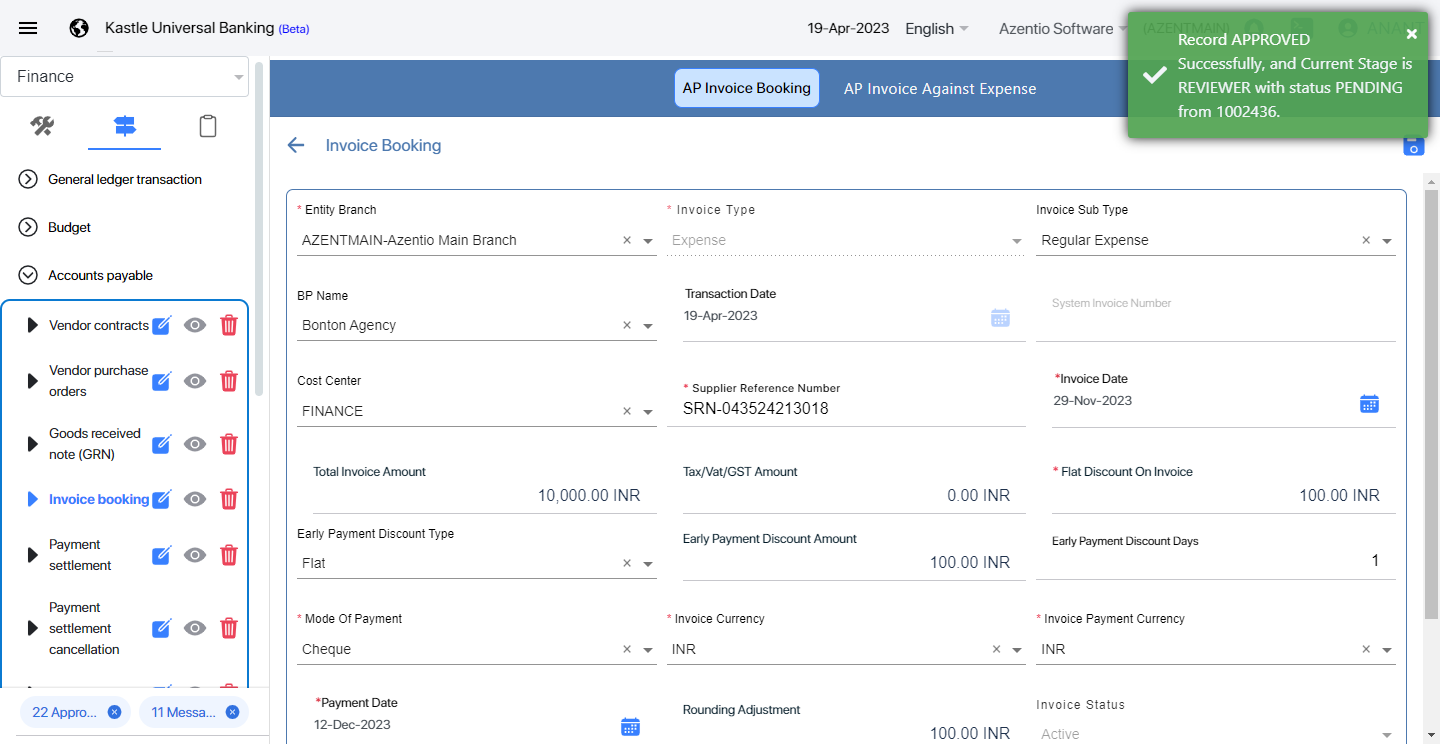 Kastle Universal Banking (Beta)
19-Apr-2023
English
Azentio Software
(AZENTMAIN)
Record APPROVED
Successfully, and Current Stage is
REVIEWER with status PENDING
from 1002436.
Finance
AP Invoice Booking
AP Invoice Against Expense
Invoice Booking
General ledger transaction
Budget
Accounts payable
Vendor contracts
Vendor purchase
orders
Goods received
note (GRN)
Invoice booking
Payment
settlement
Payment
settlement
cancellation
22 Appro...
11 Messa...
* Entity Branch
AZENTMAIN-Azentio Main Branch
* Invoice Type
Expense
Invoice Sub Type
Regular Expense
BP Name
Bonton Agency
Transaction Date
19-Apr-2023
System Invoice Number
Cost Center
FINANCE
* Supplier Reference Number
SRN-043524213018
*Invoice Date
29-Nov-2023
Total Invoice Amount
10,000.00 INR
Tax/Vat/GST Amount
0.00 INR
* Flat Discount On Invoice
100.00 INR
Early Payment Discount Type
Flat
Early Payment Discount Amount
100.00 INR
Early Payment Discount Days
1
* Mode Of Payment
Cheque
* Invoice Currency
INR
* Invoice Payment Currency
INR
*Payment Date
12-Dec-2023
Rounding Adjustment
100.00 INR
Invoice Status
Active